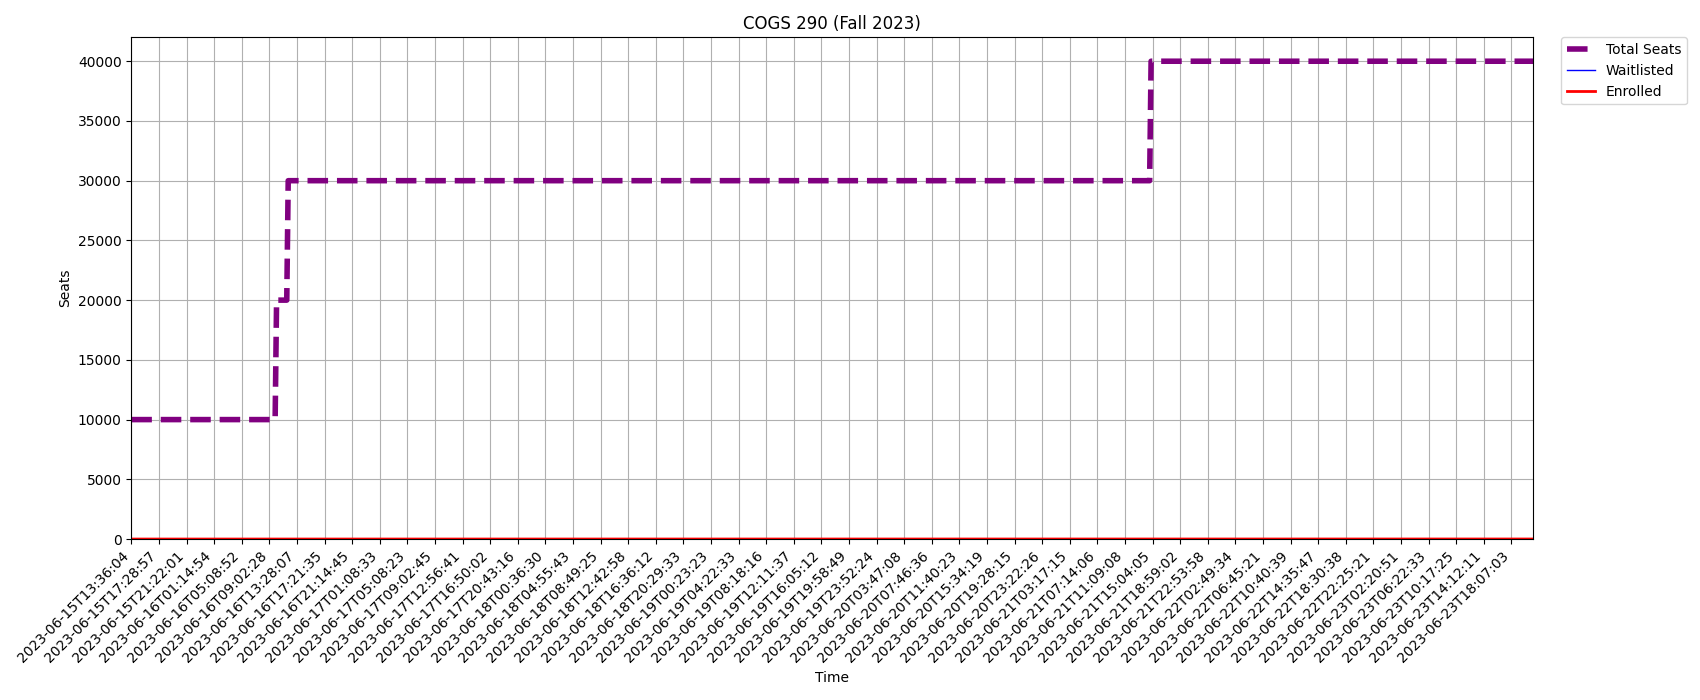 COGS 290 (Fall 2023)
Total Seats
Waitlisted
Enrolled
40000
35000
30000
25000
20000
15000
10000
5000
0
Seats
2023-06-15T13:36:04
2023-06-15T17:28:57
2023-06-15T21:22:01
2023-06-16T01:14:54
2023-06-16T05:08:52
2023-06-16T09:02:28
2023-06-16T13:28:07
2023-06-16T17:21:35
2023-06-16T21:14:45
2023-06-17T01:08:33
2023-06-17T05:08:23
2023-06-17T09:02:45
2023-06-17T12:56:41
2023-06-17T16:50:02
2023-06-17T20:43:16
2023-06-18T00:36:30
2023-06-18T04:55:43
2023-06-18T08:49:25
2023-06-18T12:42:58
2023-06-18T16:36:12
2023-06-18T20:29:33
2023-06-19T00:23:23
2023-06-19T04:22:33
2023-06-19T08:18:16
2023-06-19T12:11:37
2023-06-19T16:05:12
2023-06-19T19:58:49
2023-06-19T23:52:24
2023-06-20T03:47:08
2023-06-20T07:46:36
2023-06-20T11:40:23
2023-06-20T15:34:19
2023-06-20T19:28:15
2023-06-20T23:22:26
2023-06-21T03:17:15
2023-06-21T07:14:06
2023-06-21T11:09:08
2023-06-21T15:04:05
2023-06-21T18:59:02
2023-06-21T22:53:58
2023-06-22T02:49:34
2023-06-22T06:45:21
2023-06-22T10:40:39
2023-06-22T14:35:47
2023-06-22T18:30:38
2023-06-22T22:25:21
2023-06-23T02:20:51
2023-06-23T06:22:33
2023-06-23T10:17:25
2023-06-23T14:12:11
2023-06-23T18:07:03
Time